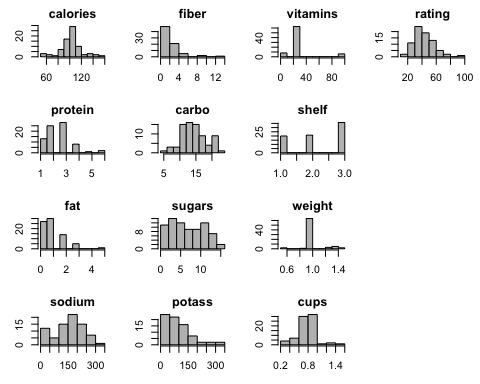 calories
0 20
60 120
fiber
0 30
0 4 8 12
vitamins
0 40
0 40 100
rating
0 15
20 60 100
protein
0 20
1 3 5
carbo
0 10
5 15
shelf
0 25
1.0 2.0 3.0
fat
0 20
0 2 4
sugars
0 8
0 5 10
weight
0 40
0.6 1.0 1.4
sodium
0 15
0 150 300
potass
0 15
0 150 300
cups
0 20
0.2 0.8 1.4